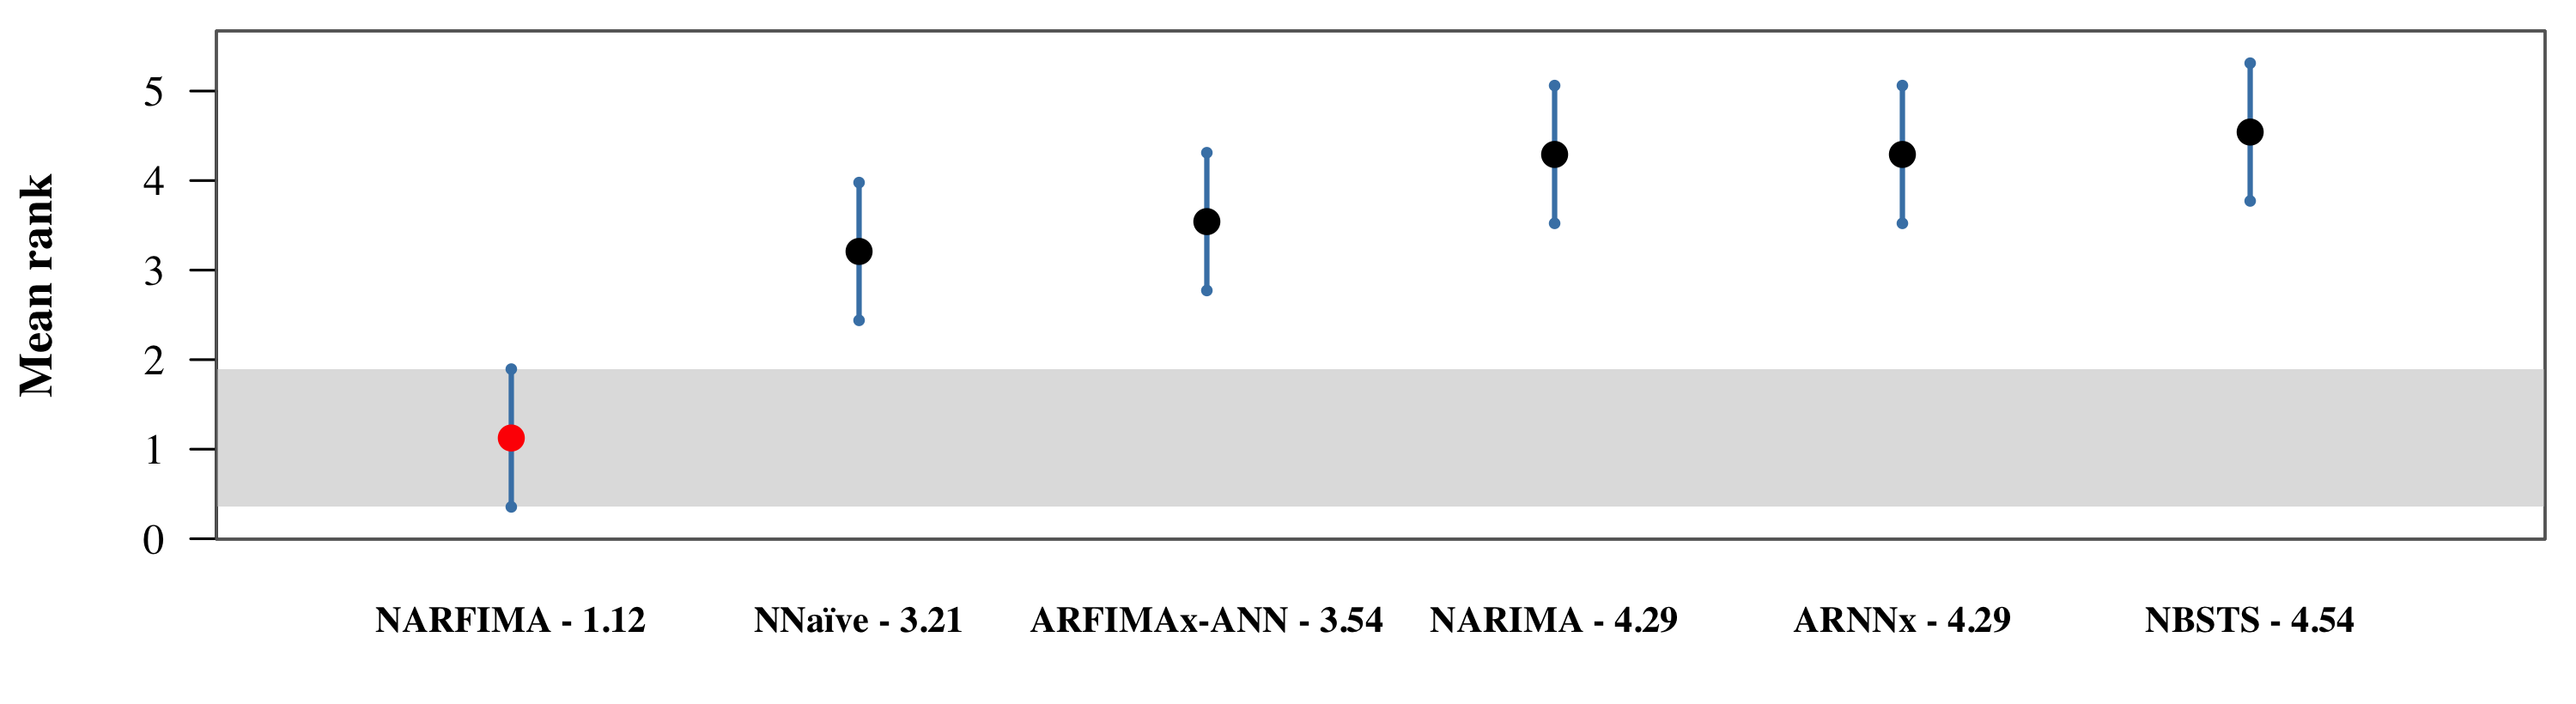 Mean rank
5
4
3
2
1
0
NARFIMA - 1.12
NNaïve - 3.21
ARFIMAx-ANN - 3.54
NARIMA - 4.29
ARNNx - 4.29
NBSTS - 4.54